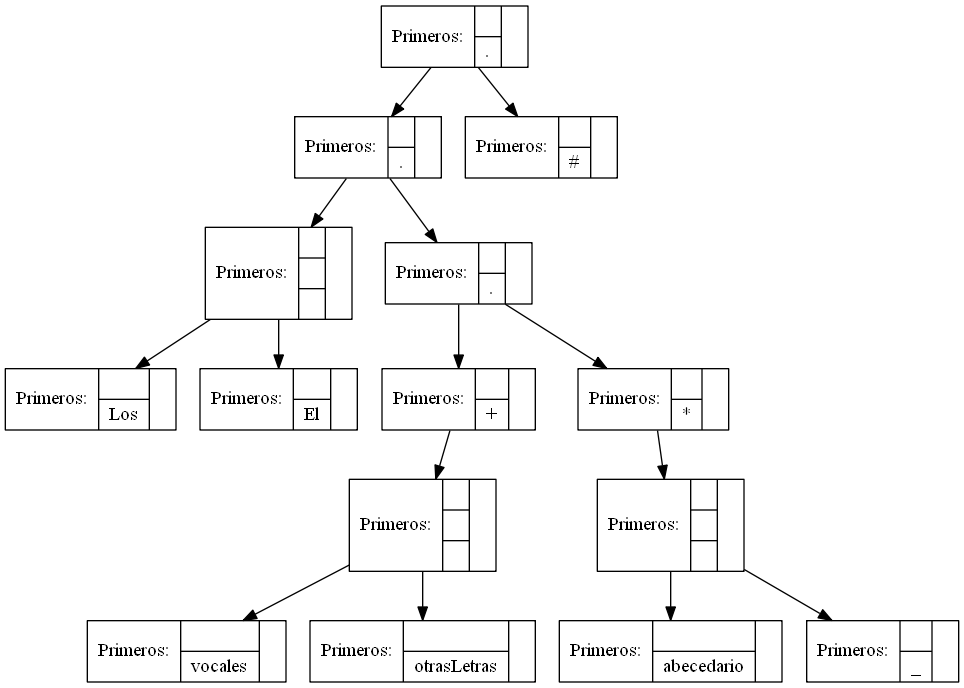 Primeros: .
Primeros: .
Primeros: #
Primeros:
Primeros: .
Primeros: Los
Primeros: El
Primeros: +
Primeros: *
Primeros:
Primeros:
Primeros: vocales
Primeros: otrasLetras
Primeros: abecedario
Primeros: _